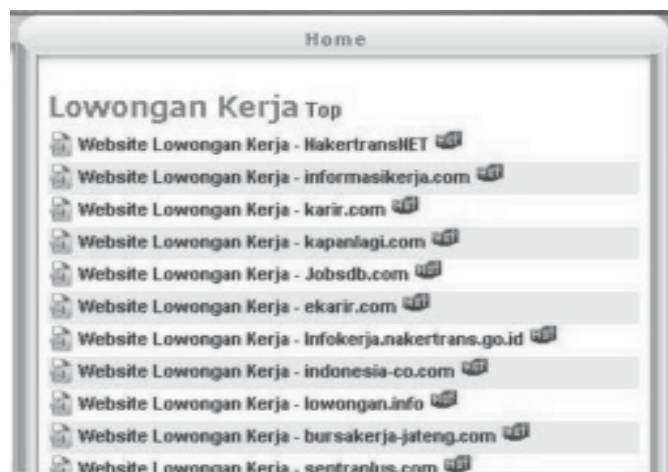 Home
Lowongan Kerja Top
Website Lowongan Kerja - NakertransNET
Website Lowongan Kerja - informasikerja.com
Website Lowongan Kerja - karir.com
Website Lowongan Kerja - kapanlagi.com
Website Lowongan Kerja - Jobsdb.com
Website Lowongan Kerja - ekarir.com
Website Lowongan Kerja - Infokerja.nakertrans.go.id
Website Lowongan Kerja - indonesia-co.com
Website Lowongan Kerja - lowongan.info
Website Lowongan Kerja - bursakerja-jateng.com
Website Lowongan Kerja - sentraplus.com